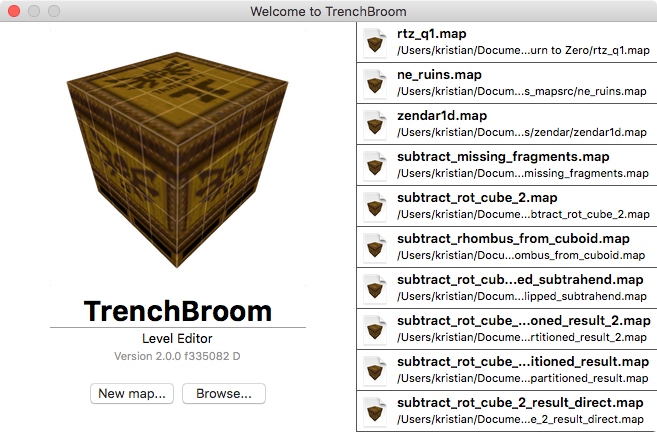 Welcome to TrenchBroom
TrenchBroom
Level Editor
Version 2.0.0 f335082 D
New map...
Browse...
rtz_q1.map
/Users/kristian/Docume...urn to Zero/rtz_q1.map
ne_ruins.map
/Users/kristian/Docume...s_mapsrc/ne_ruins.map
zendar1d.map
/Users/kristian/Docume...s/zendar/zendar1d.map
subtract_missing_fragments.map
/Users/kristian/Docum...missing_fragments.map
subtract_rot_cube_2.map
/Users/kristian/Docume...btract_rot_cube_2.map
subtract_rhombus_from_cuboid.map
/Users/kristian/Docu...ombus_from_cuboid.map
subtract_rot_cub...ed_subtrahend.map
/Users/kristian/Docum...lipped_subtrahend.map
subtract_rot_cube_...oned_result_2.map
/Users/kristian/Docume...rtitioned_result_2.map
subtract_rot_cube_...itioned_result.map
/Users/kristian/Docume...partitioned_result.map
subtract_rot_cube_2_result_direct.map
/Users/kristian/Docume...e_2_result_direct.map